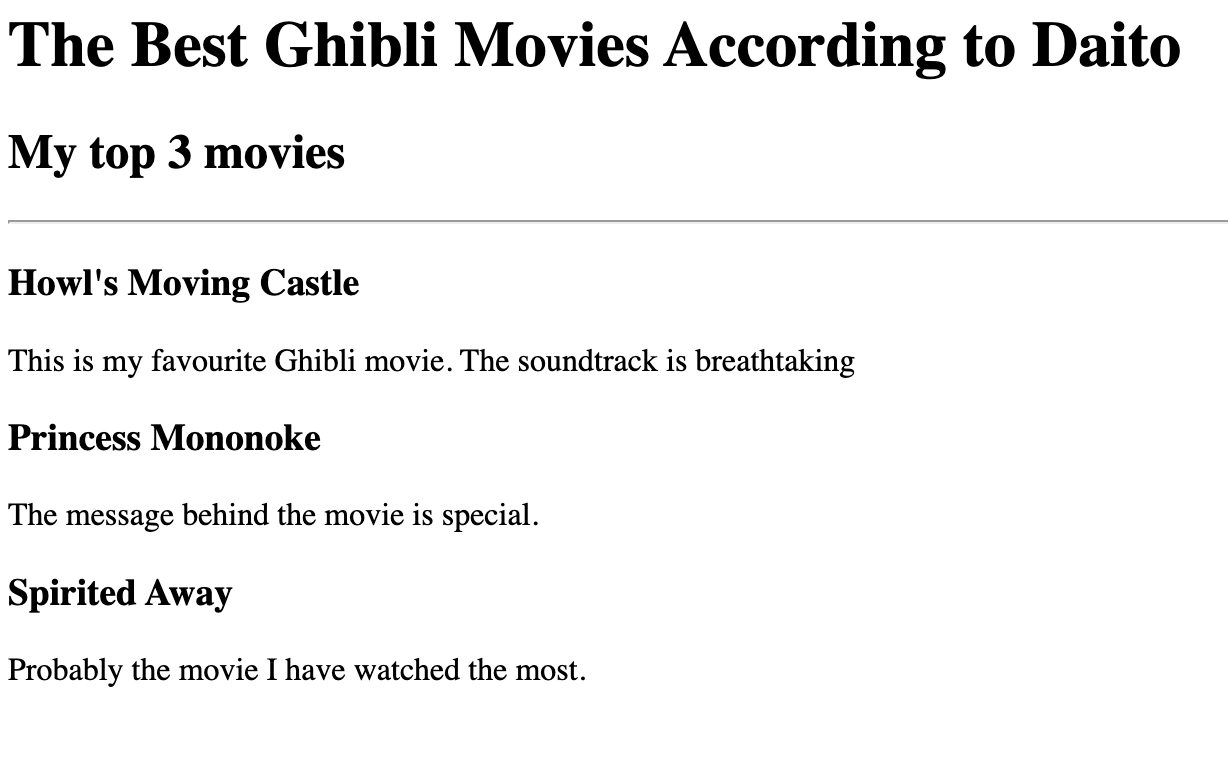 The Best Ghibli Movies According to Daito
My top 3 movies
Howl's Moving Castle
This is my favourite Ghibli movie. The soundtrack is breathtaking
Princess Mononoke
The message behind the movie is special.
Spirited Away
Probably the movie I have watched the most.